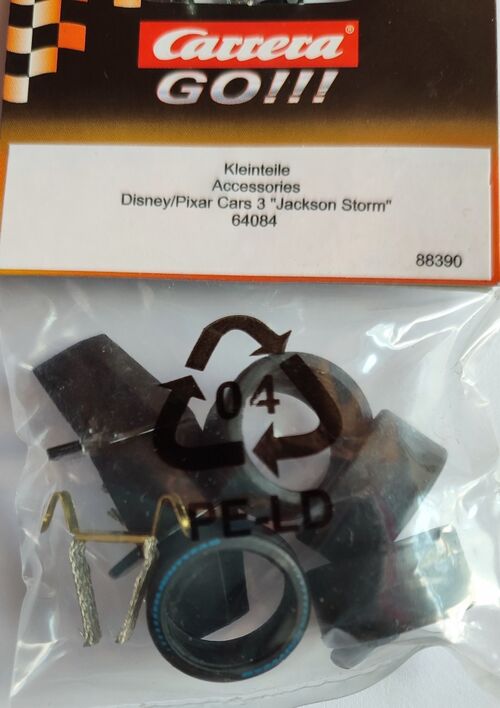 Carrera®
GO!!!
Kleinteile
Accessories
Disney/Pixar Cars 3 "Jackson Storm"
64084
88390
04
PE-LD